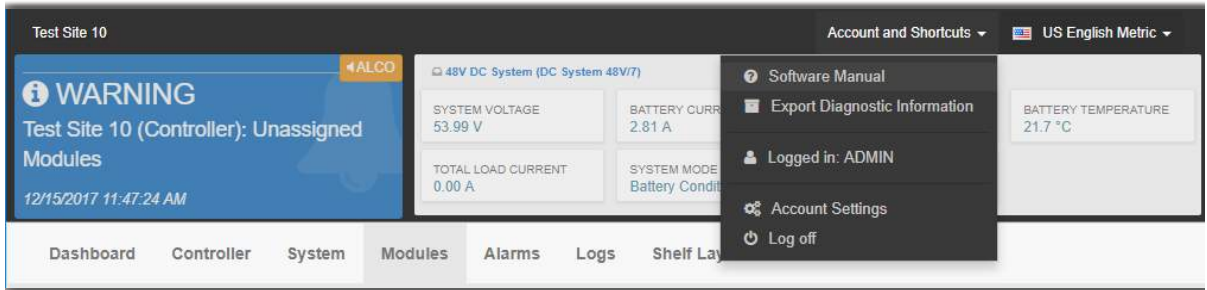 Test Site 10
Account and Shortcuts
US English Metric
ALCO
WARNING
Test Site 10 (Controller): Unassigned
Modules
12/15/2017 11:47:24 AM
48V DC System (DC System 48V/7)
SYSTEM VOLTAGE
53.99 V
BATTERY CURR
2.81 A
BATTERY TEMPERATURE
21.7 °C
TOTAL LOAD CURRENT
0.00 A
SYSTEM MODE
Battery Condit
Software Manual
Export Diagnostic Information
Logged in: ADMIN
Account Settings
Log off
Dashboard Controller System Modules Alarms Logs Shelf Lay